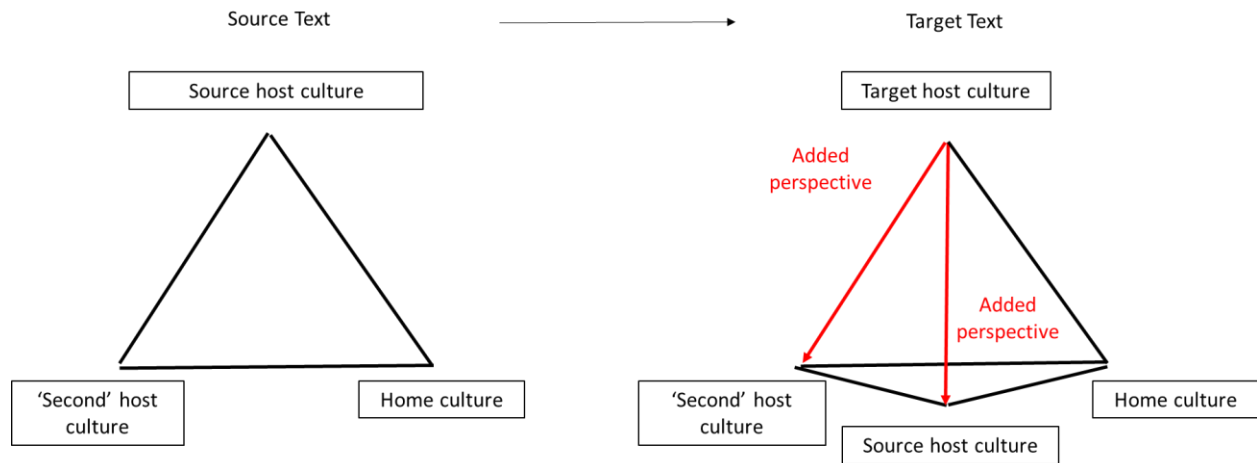 Source Text
Target Text
Source host culture
Target host culture
Added
perspective
Added
perspective
‘Second’ host
culture
Home culture
‘Second’ host
culture
Source host culture
Home culture